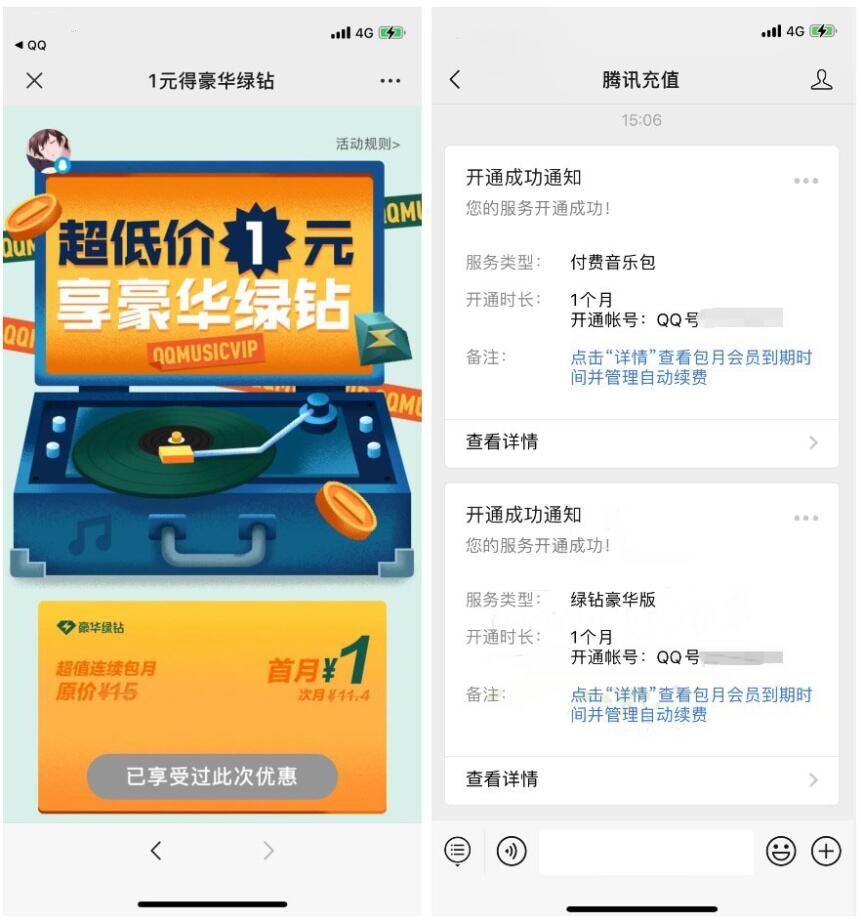 QQ
4G
1元得豪华绿钻
活动规则>
超低价1元
享豪华绿钻
QQMUSICVIP
豪华绿钻
超值连续包月
原价¥15
首月¥1
次月¥11.4
已享受过此次优惠
4G
腾讯充值
15:06
开通成功通知
您的服务开通成功!
服务类型: 付费音乐包
开通时长: 1个月
开通帐号: QQ号
备注: 点击“详情”查看包月会员到期时
间并管理自动续费
查看详情
开通成功通知
您的服务开通成功!
服务类型: 绿钻豪华版
开通时长: 1个月
开通帐号: QQ号
备注: 点击“详情”查看包月会员到期时
间并管理自动续费
查看详情